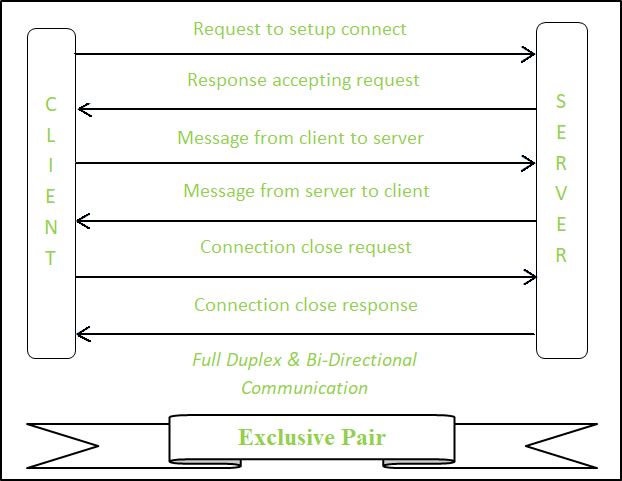 Request to setup connect
Response accepting request
Message from client to server
Message from server to client
Connection close request
Connection close response
CLIENT
SERVER
Full Duplex & Bi-Directional
Communication
Exclusive Pair